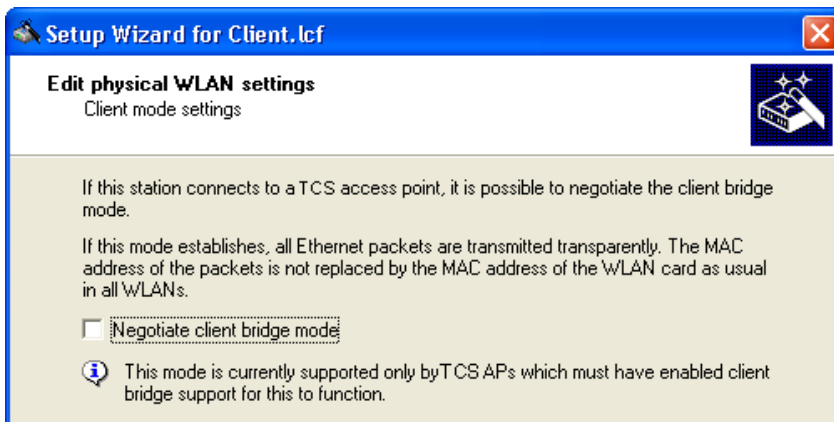 Setup Wizard for Client.lcf
Edit physical WLAN settings
Client mode settings
If this station connects to a TCS access point, it is possible to negotiate the client bridge
mode.
If this mode establishes, all Ethernet packets are transmitted transparently. The MAC
address of the packets is not replaced by the MAC address of the WLAN card as usual
in all WLANs.
Negotiate client bridge mode
This mode is currently supported only byTCS APs which must have enabled client
bridge support for this to function.